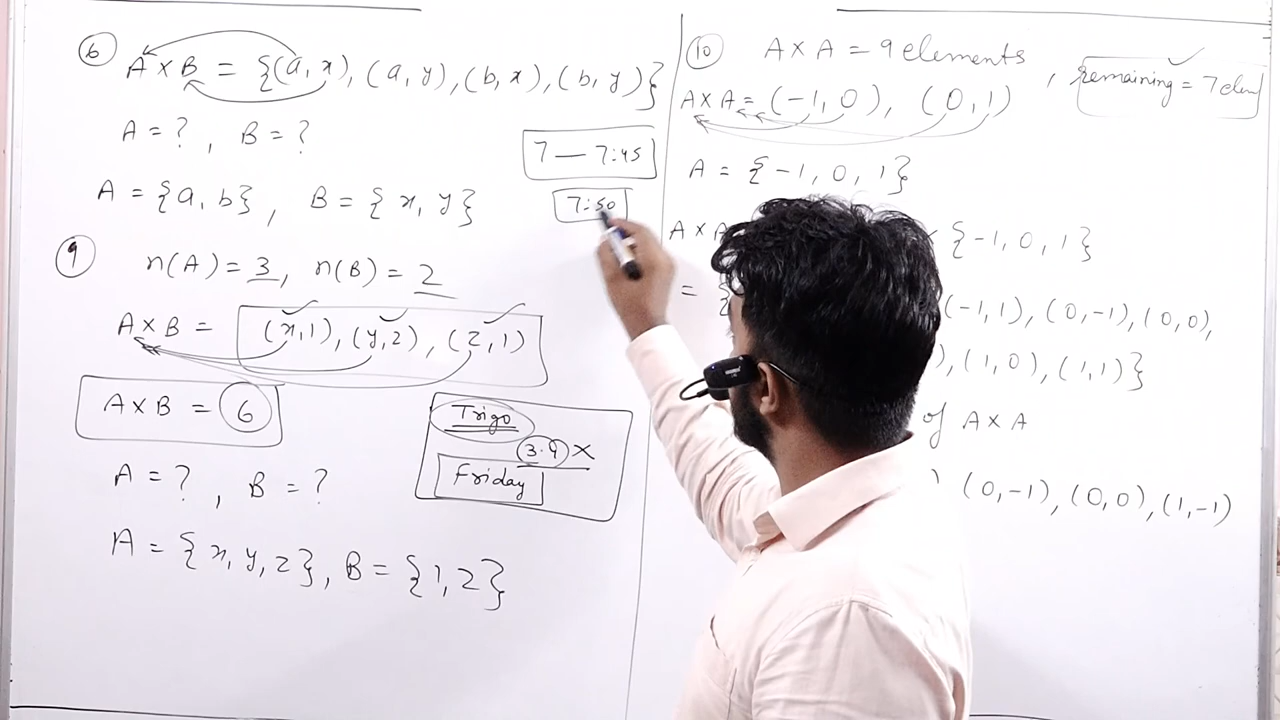 6 A × B = {(a, x), (a, y), (b, x), (b, y)}
A = ? , B = ?
A = {a, b} , B = { x, y }
7 — 7:45
7:50
9 n(A) = 3, n(B) = 2
A × B = (x,1), (y,2), (z,1)
A × B = 6
A = ? , B = ?
A = { x, y, z }, B = { 1, 2 }
Trigo
3.9 ×
Friday
10 A × A = 9 elements
, remaining = 7 elem
A × A = (-1, 0), (0, 1)
A = {-1, 0, 1}
A × {-1, 0, 1}
= { (-1, 1), (0, -1), (0, 0),
), (1, 0), (1, 1)}
of A × A
) (0, -1), (0, 0), (1, -1)